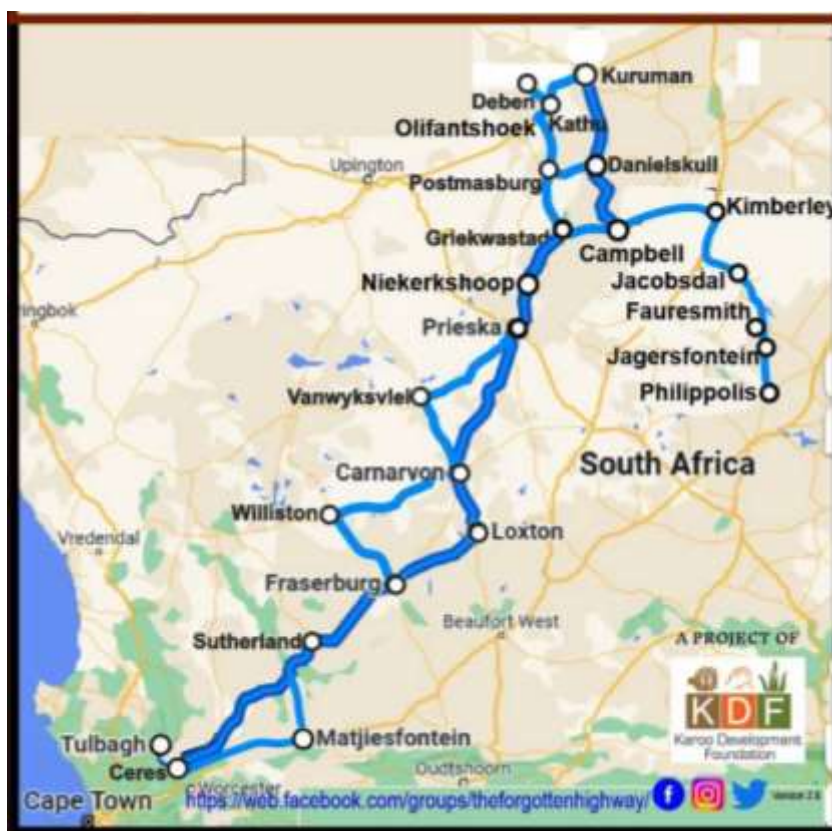 Kuruman
Deben
Kathu
Olifantshoek
Danielskull
Upington
Postmasburg
Kimberley
Griekwastad
Campbell
Jacobsdal
Niekerkshoop
ringbok
Fauresmith
Prieska
Jagersfontein
Philippolis
Vanwyksvlei
South Africa
Carnarvon
Williston
Vredendal
Loxton
Fraserburg
Beaufort West
Sutherland
A PROJECT OF
KDF
Karoo Development
Foundation
Tulbagh
Matjiesfontein
Ceres
Oudtshoorn
Worcester
Cape Town
https://web.facebook.com/groups/theforgottenhighway/